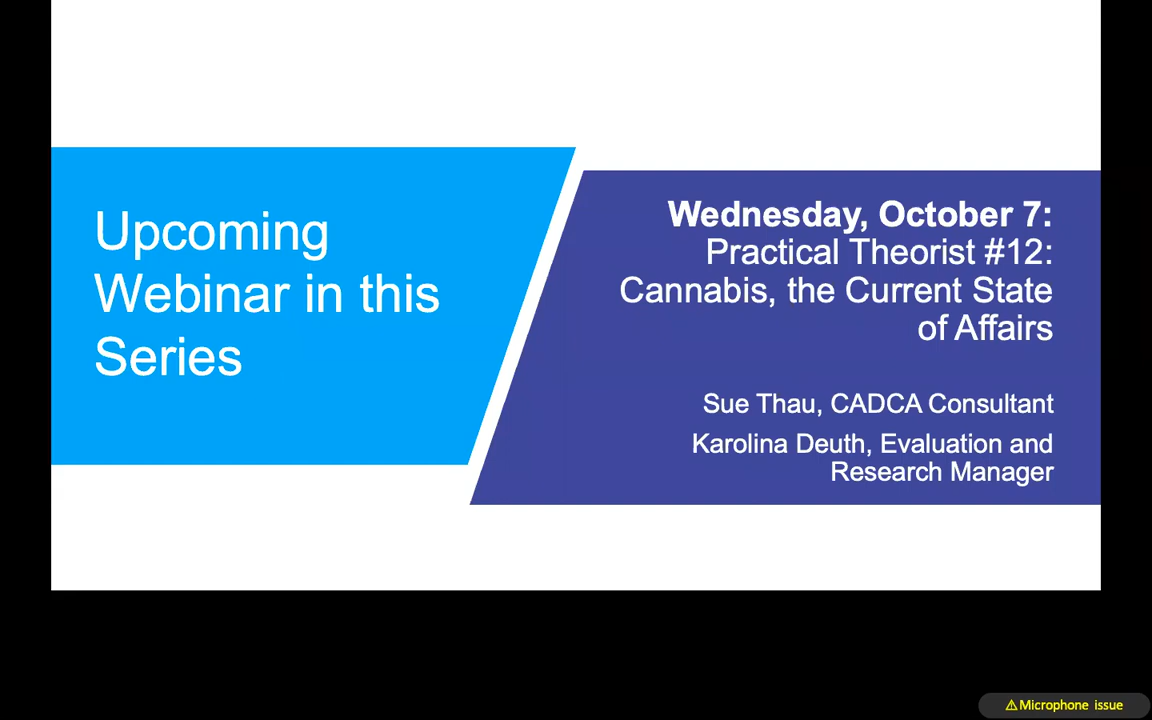 Upcoming
Webinar in this
Series
Wednesday, October 7:
Practical Theorist #12:
Cannabis, the Current State
of Affairs
Sue Thau, CADCA Consultant
Karolina Deuth, Evaluation and
Research Manager
⚠Microphone issue